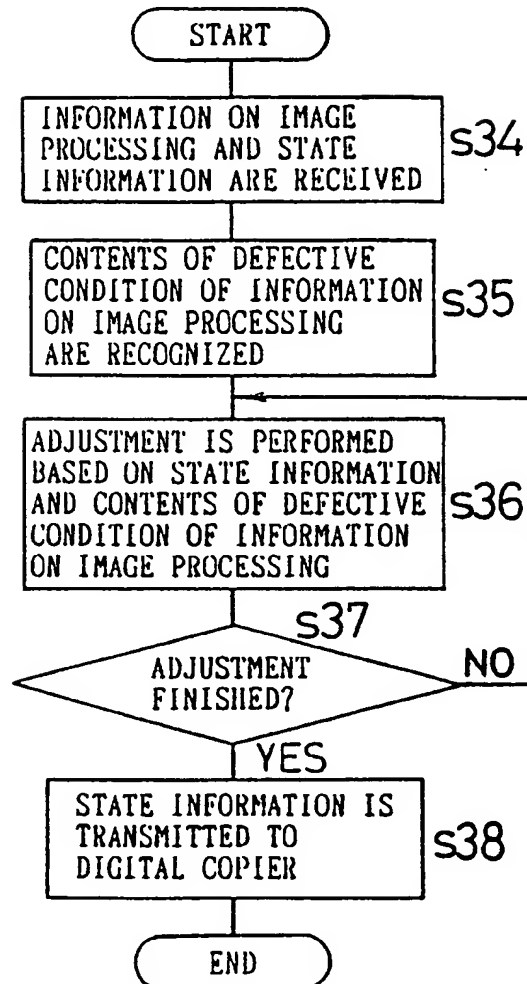 START
INFORMATION ON IMAGE
PROCESSING AND STATE
INFORMATION ARE RECEIVED
S34
CONTENTS OF DEFECTIVE
CONDITION OF INFORMATION
ON IMAGE PROCESSING
ARE RECOGNIZED
S35
ADJUSTMENT IS PERFORMED
BASED ON STATE INFORMATION
AND CONTENTS OF DEFECTIVE
CONDITION OF INFORMATION
ON IMAGE PROCESSING
S36
S37
ADJUSTMENT
FINISHED?
NO
YES
STATE INFORMATION IS
TRANSMITTED TO
DIGITAL COPIER
S38
END